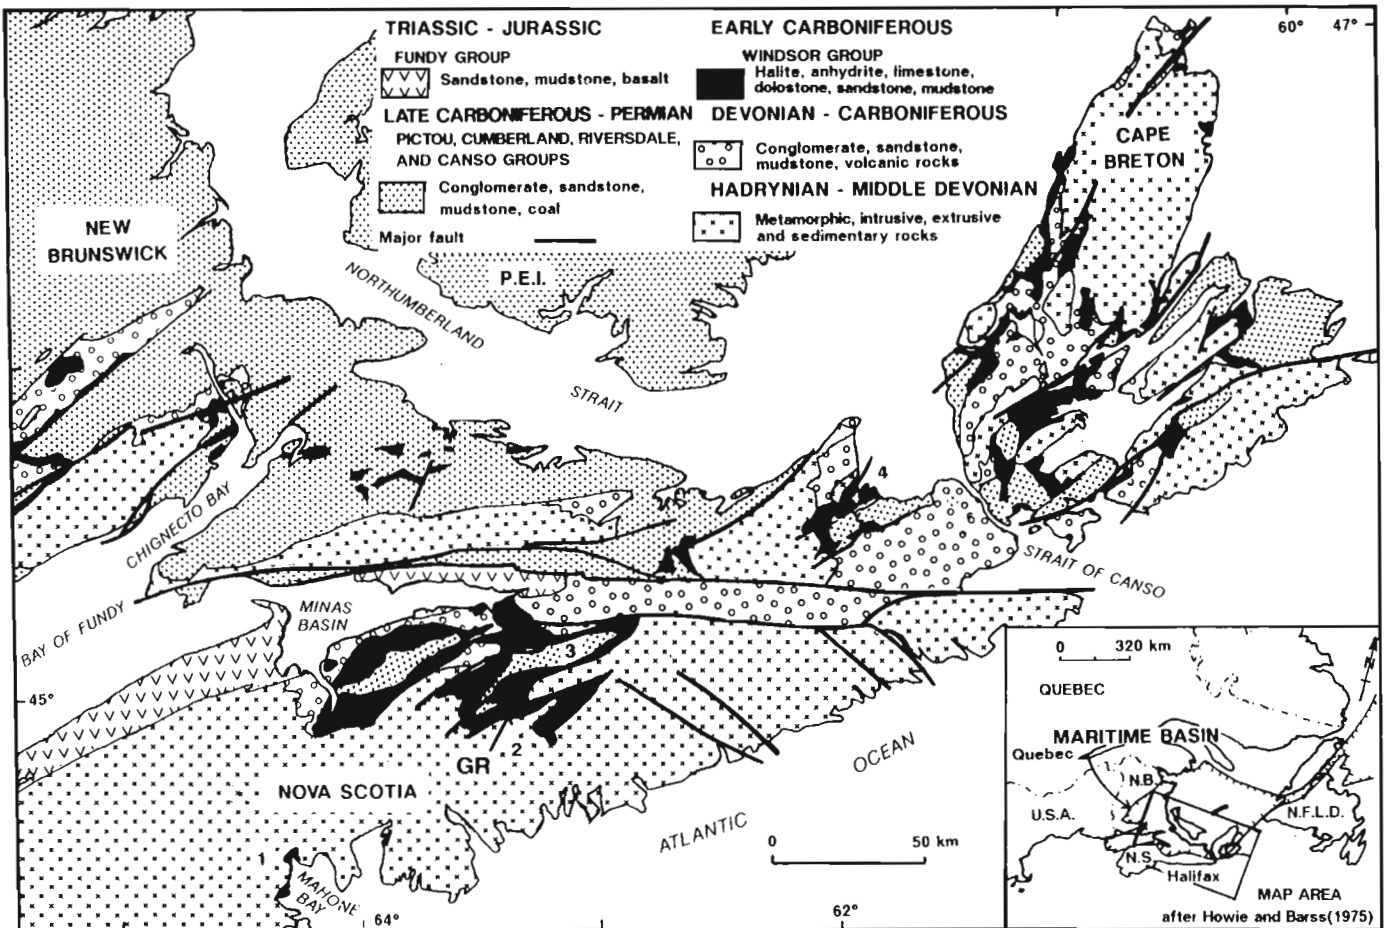 TRIASSIC - JURASSIC
FUNDY GROUP
Sandstone, mudstone, basalt
LATE CARBONIFEROUS - PERMIAN
PICTOU, CUMBERLAND, RIVERSDALE,
AND CANSO GROUPS
Conglomerate, sandstone,
mudstone, coal
Major fault
EARLY CARBONIFEROUS
WINDSOR GROUP
Halite, anhydrite, limestone,
dolostone, sandstone, mudstone
DEVONIAN - CARBONIFEROUS
Conglomerate, sandstone,
mudstone, volcanic rocks
HADRYNIAN - MIDDLE DEVONIAN
Metamorphic, intrusive, extrusive
and sedimentary rocks
60°
47°
CAPE
BRETON
NEW
BRUNSWICK
P.E.I.
NORTHUMBERLAND
STRAIT
4
CHIGNECTO BAY
STRAIT OF CANSO
BAY OF FUNDY
MINAS
BASIN
3
45°
2
GR
NOVA SCOTIA
OCEAN
ATLANTIC
0 50 km
1
MAHONE
BAY
64°
62°
0 320 km
N
QUEBEC
MARITIME BASIN
Quebec
N.B.
U.S.A.
N.F.L.D.
N.S.
Halifax
MAP AREA
after Howie and Barss(1975)